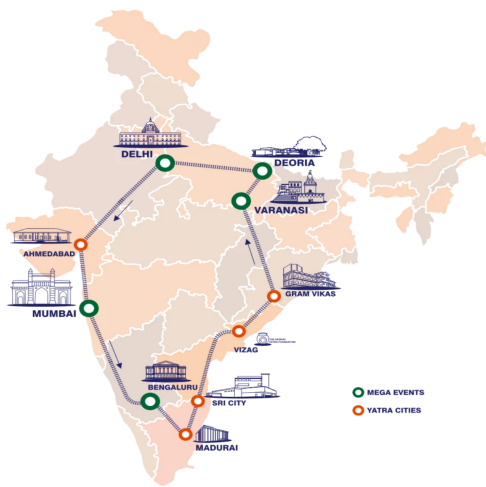 DELHI
DEORIA
VARANASI
AHMEDABAD
GRAM VIKAS
MUMBAI
VIZAG
BENGALURU
SRI CITY
MADURAI
MEGA EVENTS
YATRA CITIES